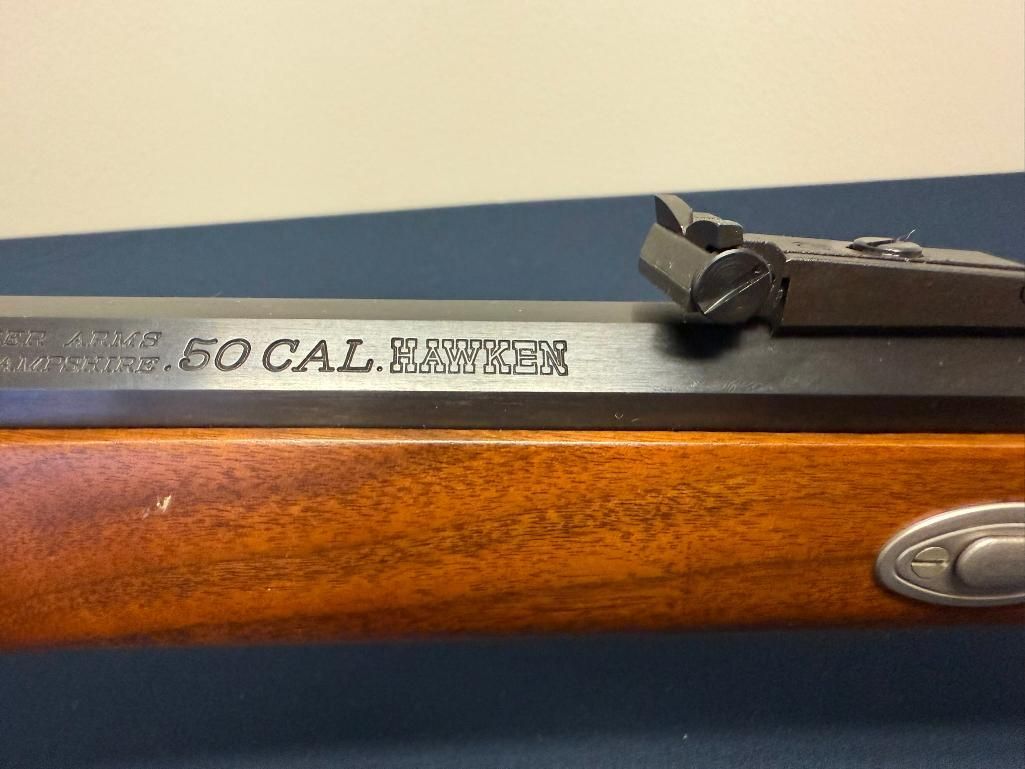 ER ARMS
AMPSHIRE .50 CAL. HAWKEN